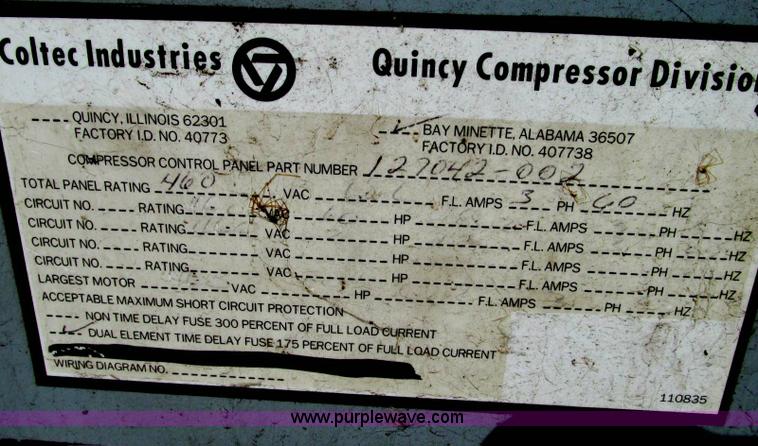 Coltec Industries Quincy Compressor Division
QUINCY, ILLINOIS 62301
FACTORY I.D. NO. 40773
BAY MINETTE, ALABAMA 36507
FACTORY I.D. NO. 407738
COMPRESSOR CONTROL PANEL PART NUMBER 127042-002
TOTAL PANEL RATING 460 VAC F.L. AMPS 3 PH 60 HZ
CIRCUIT NO. RATING VAC HP F.L. AMPS PH HZ
CIRCUIT NO. RATING VAC HP F.L. AMPS PH HZ
CIRCUIT NO. RATING VAC HP F.L. AMPS PH HZ
CIRCUIT NO. RATING VAC HP F.L. AMPS PH HZ
LARGEST MOTOR VAC HP F.L. AMPS PH HZ
ACCEPTABLE MAXIMUM SHORT CIRCUIT PROTECTION
NON TIME DELAY FUSE 300 PERCENT OF FULL LOAD CURRENT
DUAL ELEMENT TIME DELAY FUSE 175 PERCENT OF FULL LOAD CURRENT
WIRING DIAGRAM NO.
110835
www.purplewave.com